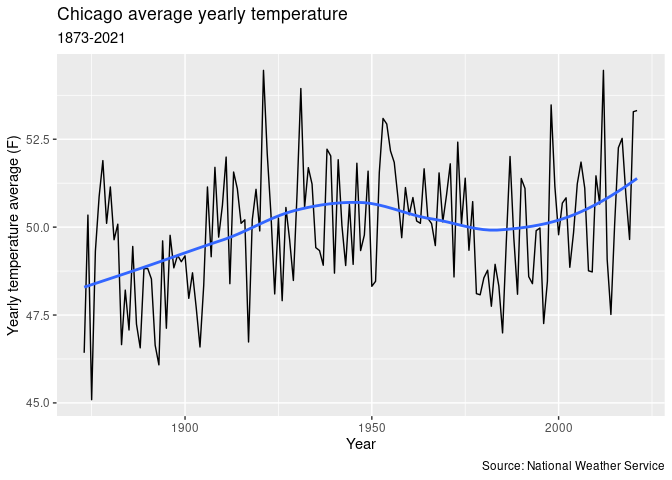 Chicago average yearly temperature
1873-2021
Yearly temperature average (F)
52.5
50.0
47.5
45.0
1900
1950
2000
Year
Source: National Weather Service